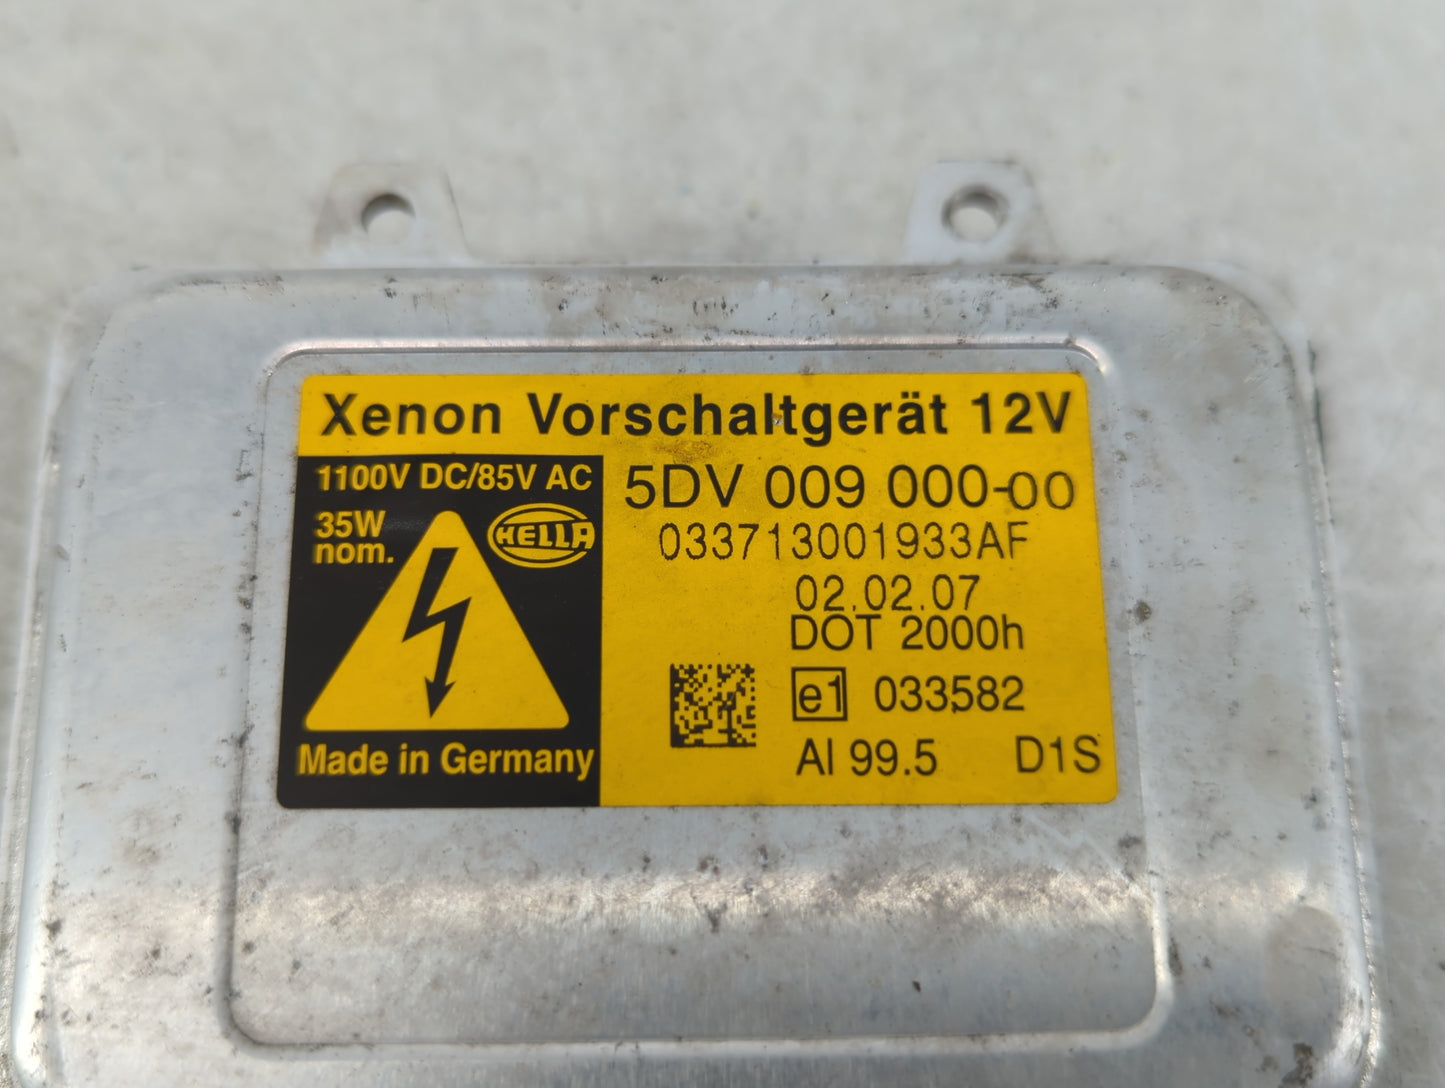 Xenon Vorschaltgerät 12V
1100V DC/85V AC
35W
nom.
HELLA
Made in Germany
5DV 009 000-00
033713001933AF
02.02.07
DOT 2000h
e1 033582
Al 99.5 D1S